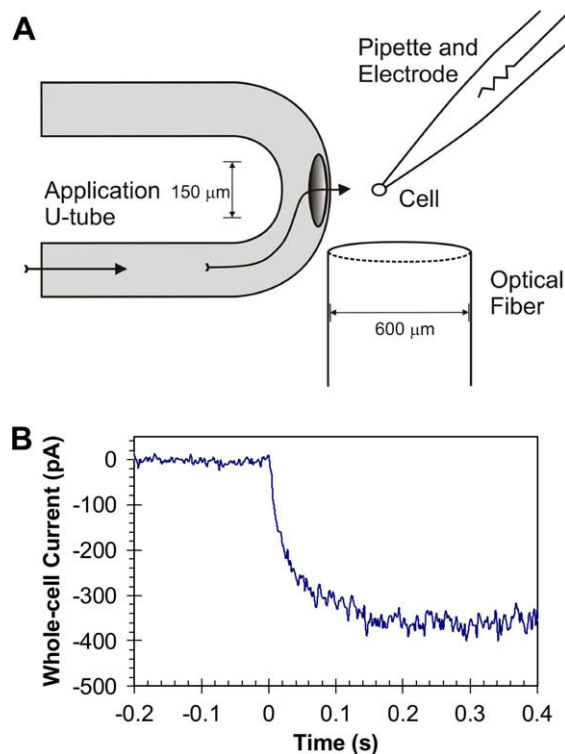 A
Pipette and
Electrode
Application
U-tube
150 μm
Cell
Optical
Fiber
600 μm
B
Whole-cell Current (pA)
0
-100
-200
-300
-400
-500
-0.2 -0.1 0 0.1 0.2 0.3 0.4
Time (s)